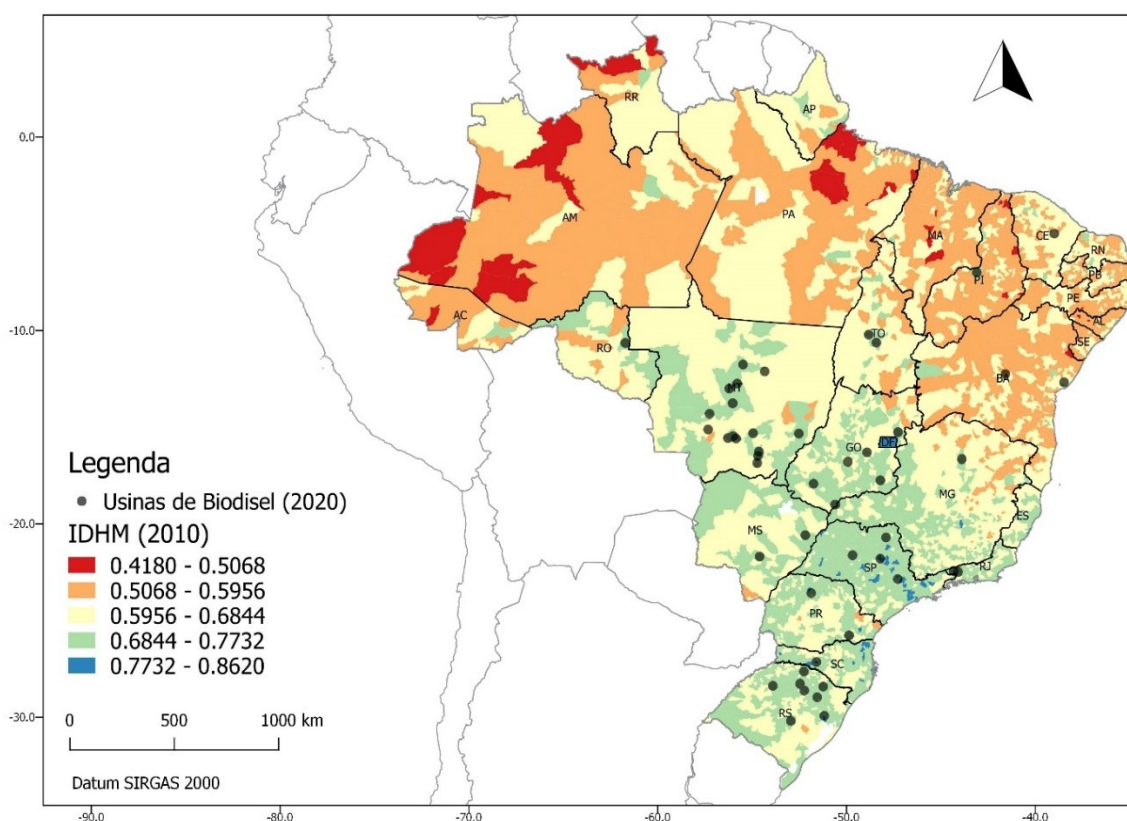 0.0
-10.0
-20.0
-30.0
RR
AP
AM
PA
MA
CE
RN
PB
PE
AL
SE
PI
AC
RO
TO
BA
MT
GO
DF
MG
ES
MS
SP
RJ
PR
SC
RS
Legenda
Usinas de Biodisel (2020)
IDHM (2010)
0.4180 - 0.5068
0.5068 - 0.5956
0.5956 - 0.6844
0.6844 - 0.7732
0.7732 - 0.8620
0 500 1000 km
Datum SIRGAS 2000
-90.0 -80.0 -70.0 -60.0 -50.0 -40.0